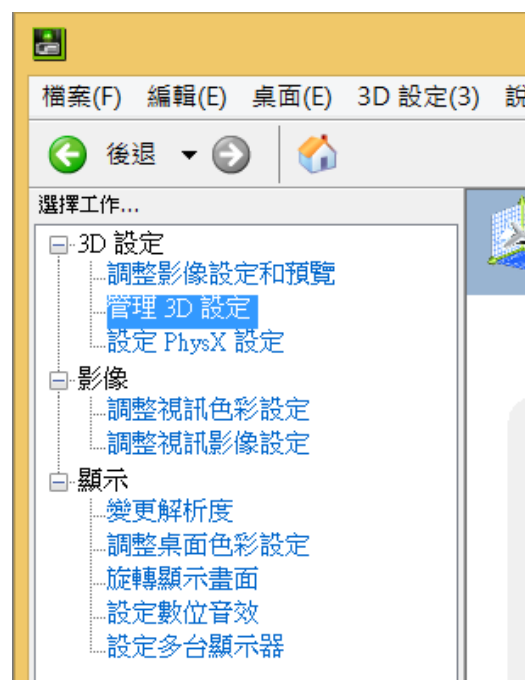 檔案(F) 編輯(E) 桌面(E) 3D 設定(3) 說
後退
選擇工作...
3D 設定
調整影像設定和預覽
管理 3D 設定
設定 PhysX 設定
影像
調整視訊色彩設定
調整視訊影像設定
顯示
變更解析度
調整桌面色彩設定
旋轉顯示畫面
設定數位音效
設定多台顯示器